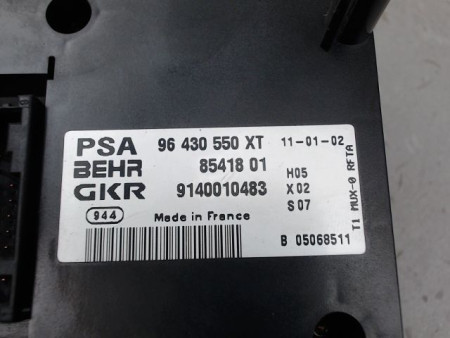 PSA 96 430 550 XT 11-01-02
BEHR 85418 01 H05
GKR 9140010483 X02
944 Made in France S07
B 05068511
T1 MUX-0 RFTA